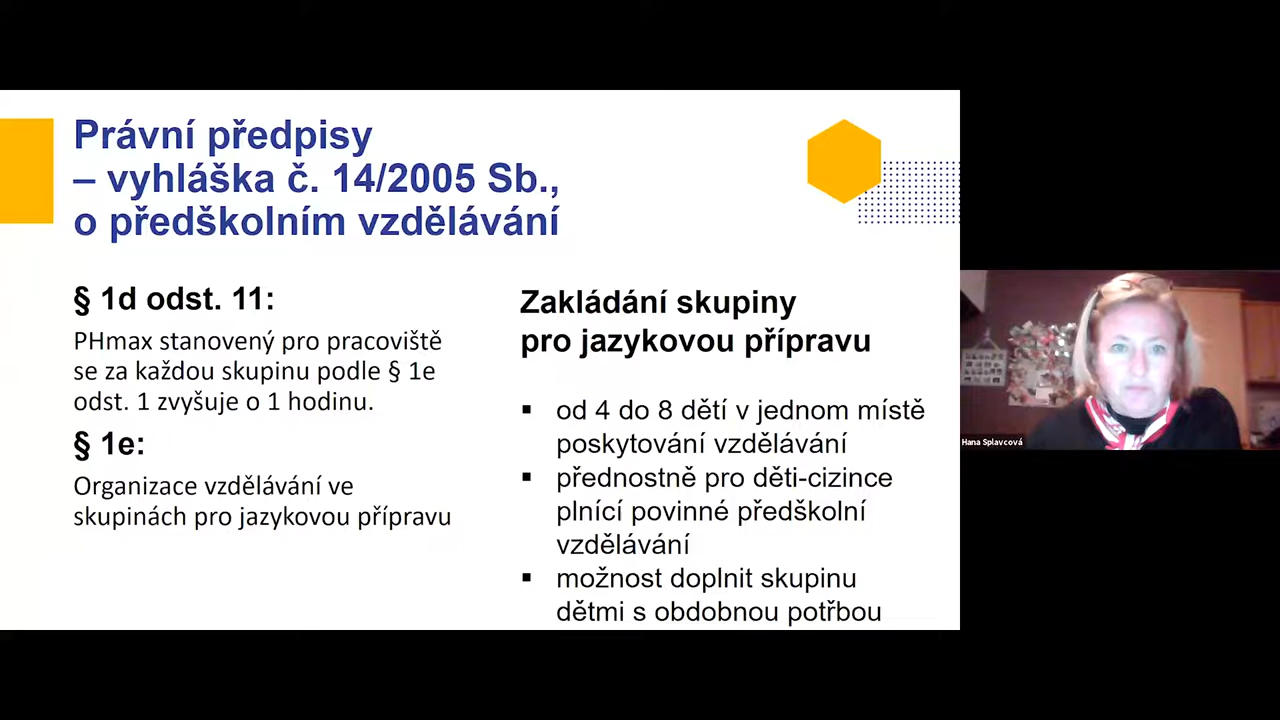 Právní předpisy
– vyhláška č. 14/2005 Sb.,
o předškolním vzdělávání
§ 1d odst. 11:
PHmax stanovený pro pracoviště
se za každou skupinu podle § 1e
odst. 1 zvyšuje o 1 hodinu.
§ 1e:
Organizace vzdělávání ve
skupinách pro jazykovou přípravu
Zakládání skupiny
pro jazykovou přípravu
▪ od 4 do 8 dětí v jednom místě
poskytování vzdělávání
▪ přednostně pro děti-cizince
plnící povinné předškolní
vzdělávání
▪ možnost doplnit skupinu
dětmi s obdobnou potřbou
Hana Splavcová